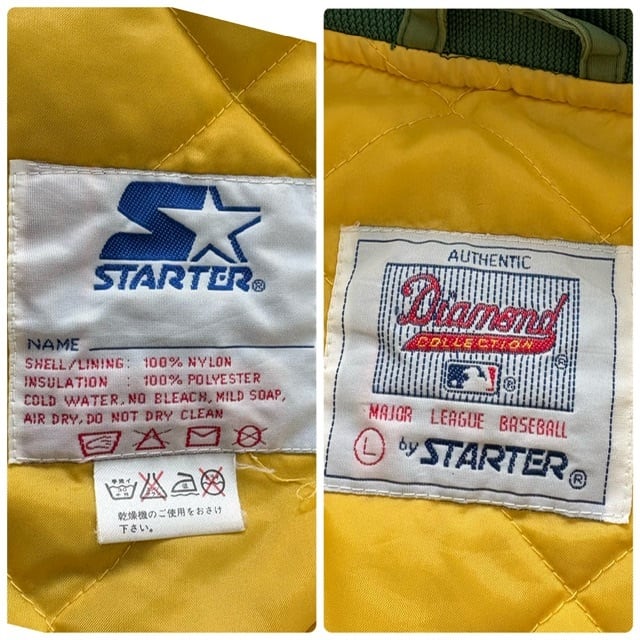 STARTER®
NAME
SHELL/LINING: 100% NYLON
INSULATION : 100% POLYESTER
COLD WATER, NO BLEACH, MILD SOAP,
AIR DRY, DO NOT DRY CLEAN
乾燥機のご使用をおさけ
下さい。
AUTHENTIC
Diamond
COLLECTION ®
®
MAJOR LEAGUE BASEBALL
L by STARTER®